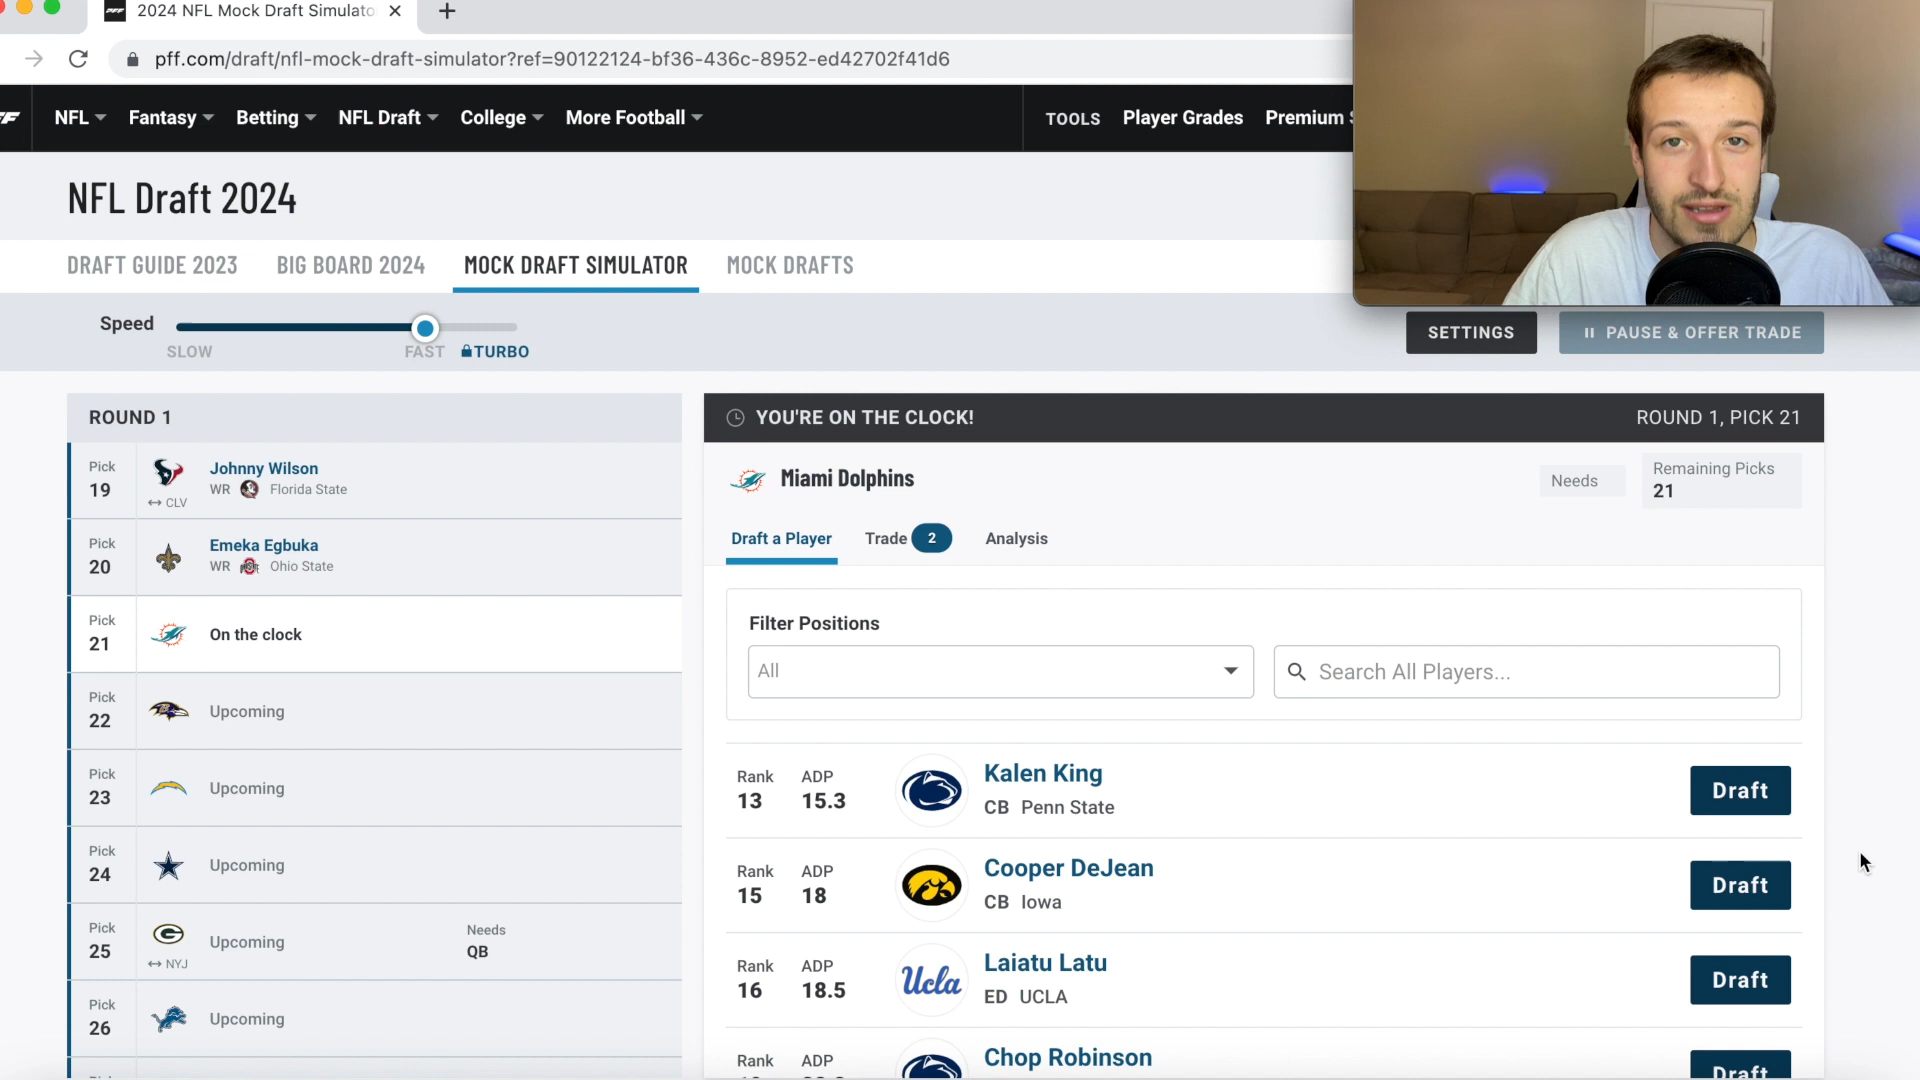 2024 NFL Mock Draft Simulato
pff.com/draft/nfl-mock-draft-simulator?ref=90122124-bf36-436c-8952-ed42702f41d6
NFL Fantasy Betting NFL Draft College More Football TOOLS Player Grades Premium
NFL Draft 2024
DRAFT GUIDE 2023 BIG BOARD 2024 MOCK DRAFT SIMULATOR MOCK DRAFTS
Speed
SLOW FAST TURBO
SETTINGS PAUSE & OFFER TRADE
ROUND 1
Pick 19 Johnny Wilson
WR Florida State
↔ CLV
Pick 20 Emeka Egbuka
WR Ohio State
Pick 21 On the clock
Pick 22 Upcoming
Pick 23 Upcoming
Pick 24 Upcoming
Pick 25 Upcoming Needs QB
↔ NYJ
Pick 26 Upcoming
YOU'RE ON THE CLOCK! ROUND 1, PICK 21
Miami Dolphins Needs Remaining Picks 21
Draft a Player Trade 2 Analysis
Filter Positions
All Search All Players...
Rank 13 ADP 15.3 Kalen King
CB Penn State
Draft
Rank 15 ADP 18 Cooper DeJean
CB Iowa
Draft
Rank 16 ADP 18.5 Ucla Laiatu Latu
ED UCLA
Draft
Rank ADP Chop Robinson
Draft